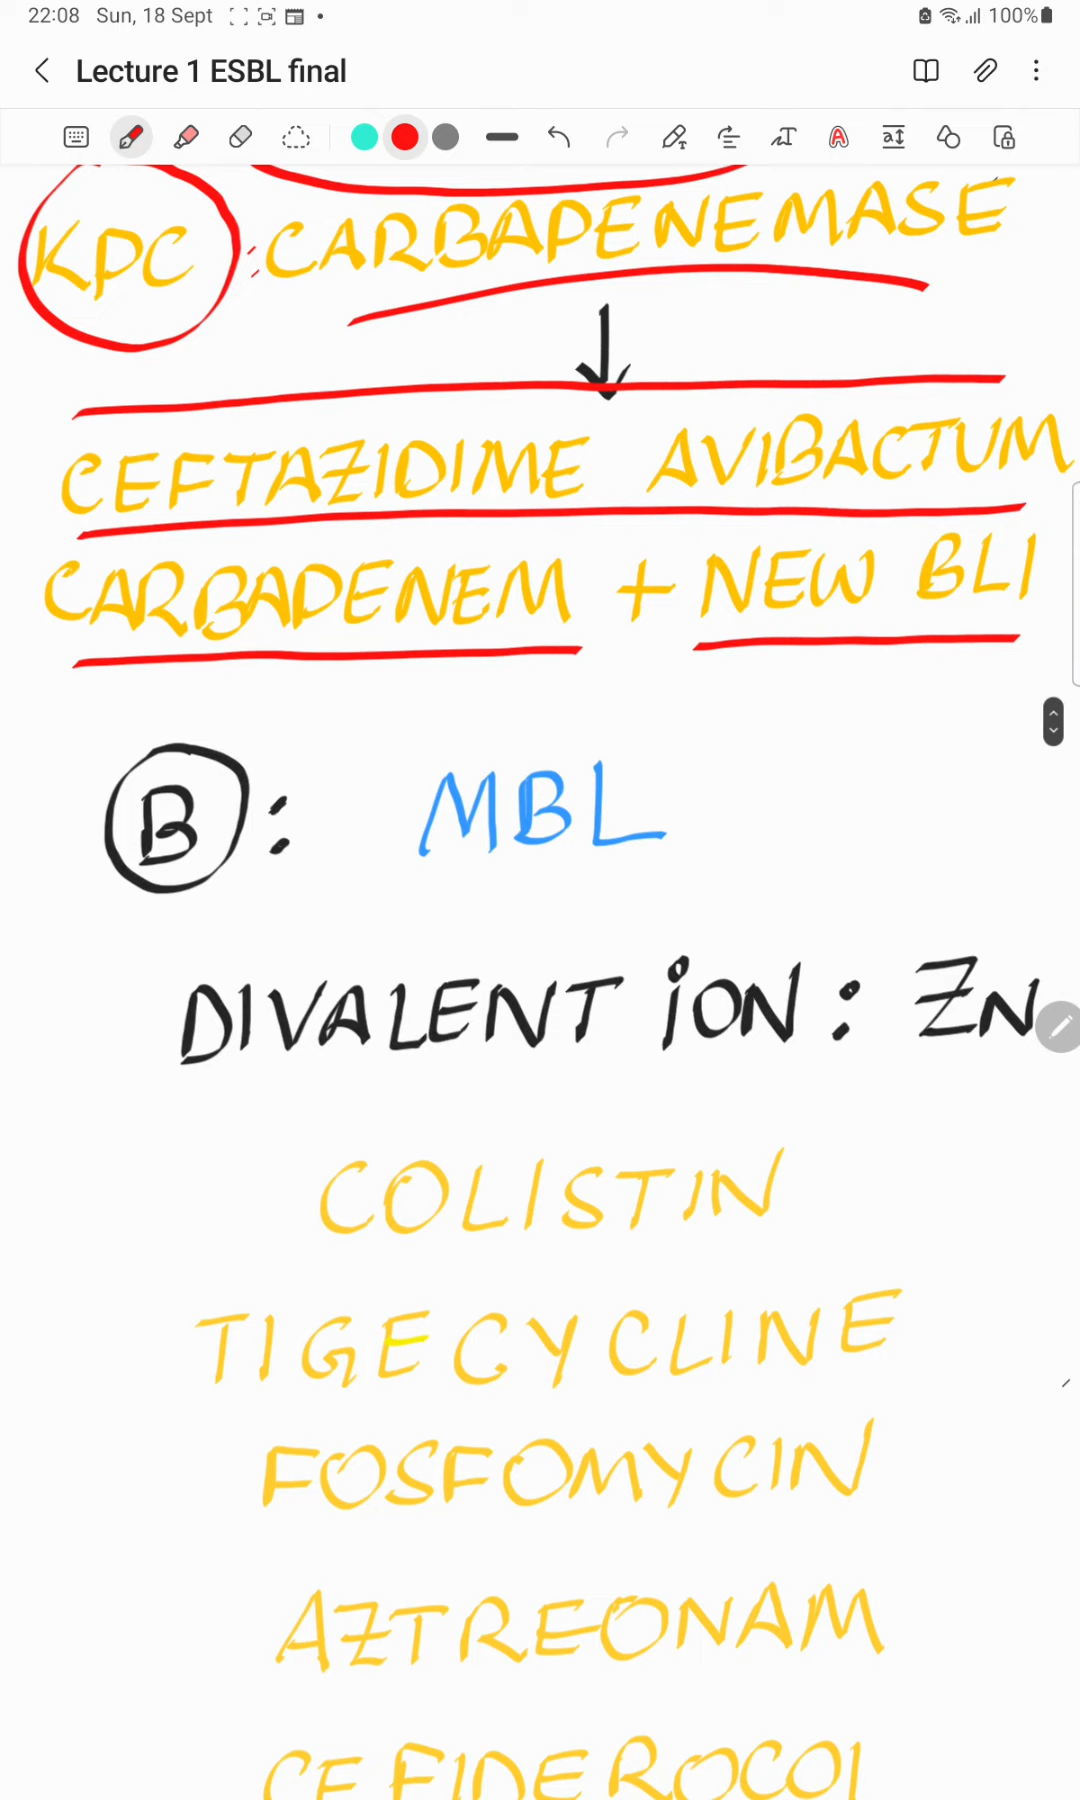 22:08 Sun, 18 Sept 100%
Lecture 1 ESBL final
KPC : CARBAPENEMASE
CEFTAZIDIME AVIBACTUM
CARBAPENEM + NEW BLI
B : MBL
DIVALENT ION : ZN
COLISTIN
TIGECYCLINE
FOSFOMYCIN
AZTREONAM
CEFIDEROCOL